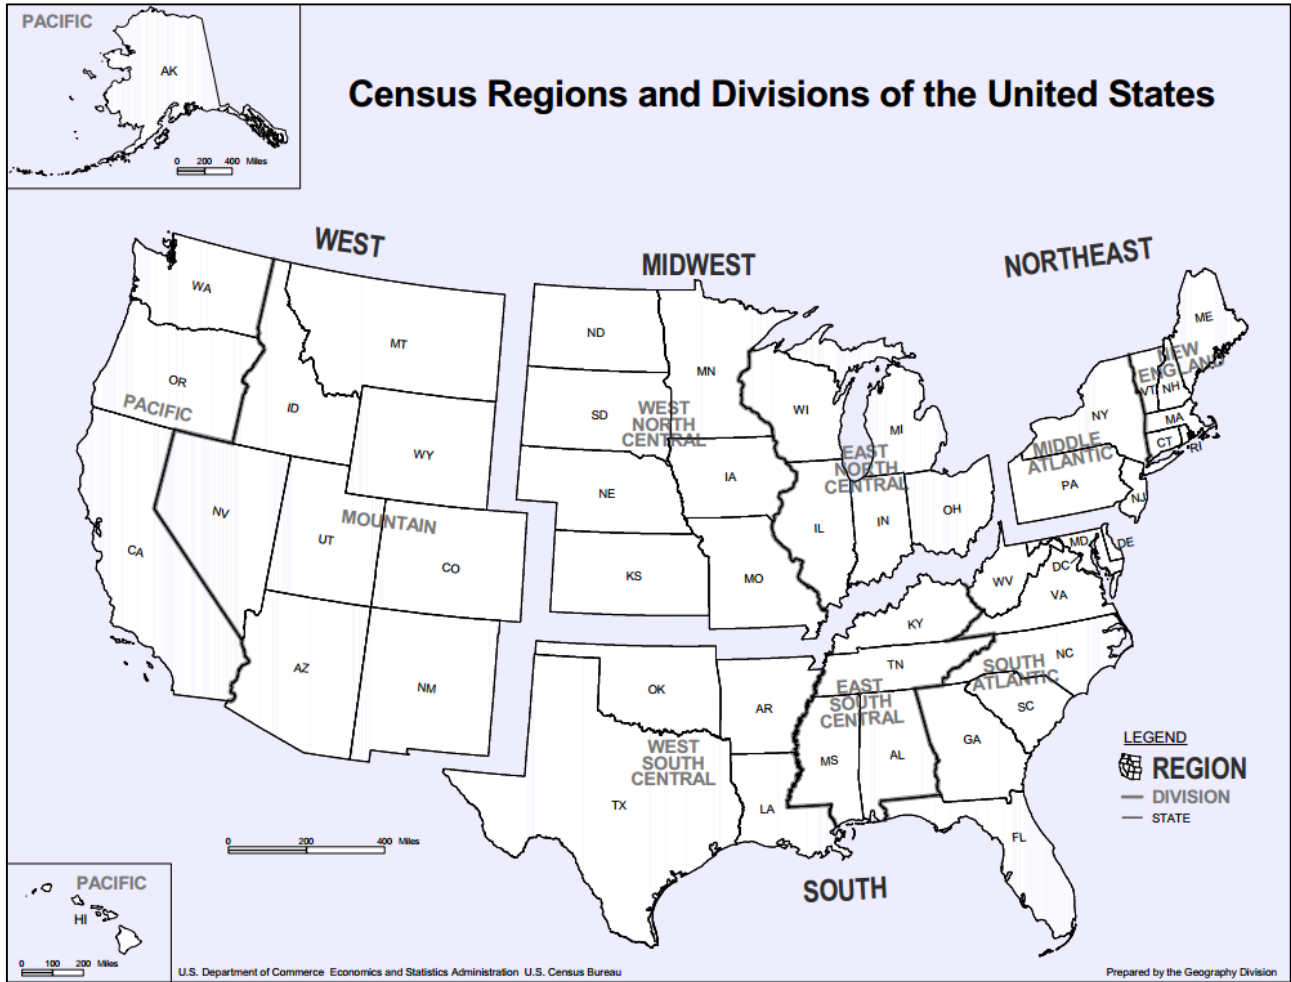 PACIFIC
AK
0 200 400 Miles
Census Regions and Divisions of the United States
WEST
MIDWEST
NORTHEAST
WA
MT
ND
MN
ME
OR
PACIFIC
ID
SD
WEST
NORTH
CENTRAL
WI
MI
NY
NEW
ENGLAND
VT
NH
MA
CT
RI
WY
NE
IA
EAST
NORTH
CENTRAL
MIDDLE
ATLANTIC
PA
NJ
NV
MOUNTAIN
UT
CO
CA
KS
MO
IL
IN
OH
WV
MD
DE
DC
VA
KY
AZ
NM
OK
AR
TN
NC
SOUTH
ATLANTIC
SC
EAST
SOUTH
CENTRAL
WEST
SOUTH
CENTRAL
TX
LA
MS
AL
GA
FL
LEGEND
REGION
DIVISION
STATE
0 200 400 Miles
SOUTH
PACIFIC
HI
0 100 200 Miles
U.S. Department of Commerce Economics and Statistics Administration U.S. Census Bureau
Prepared by the Geography Division